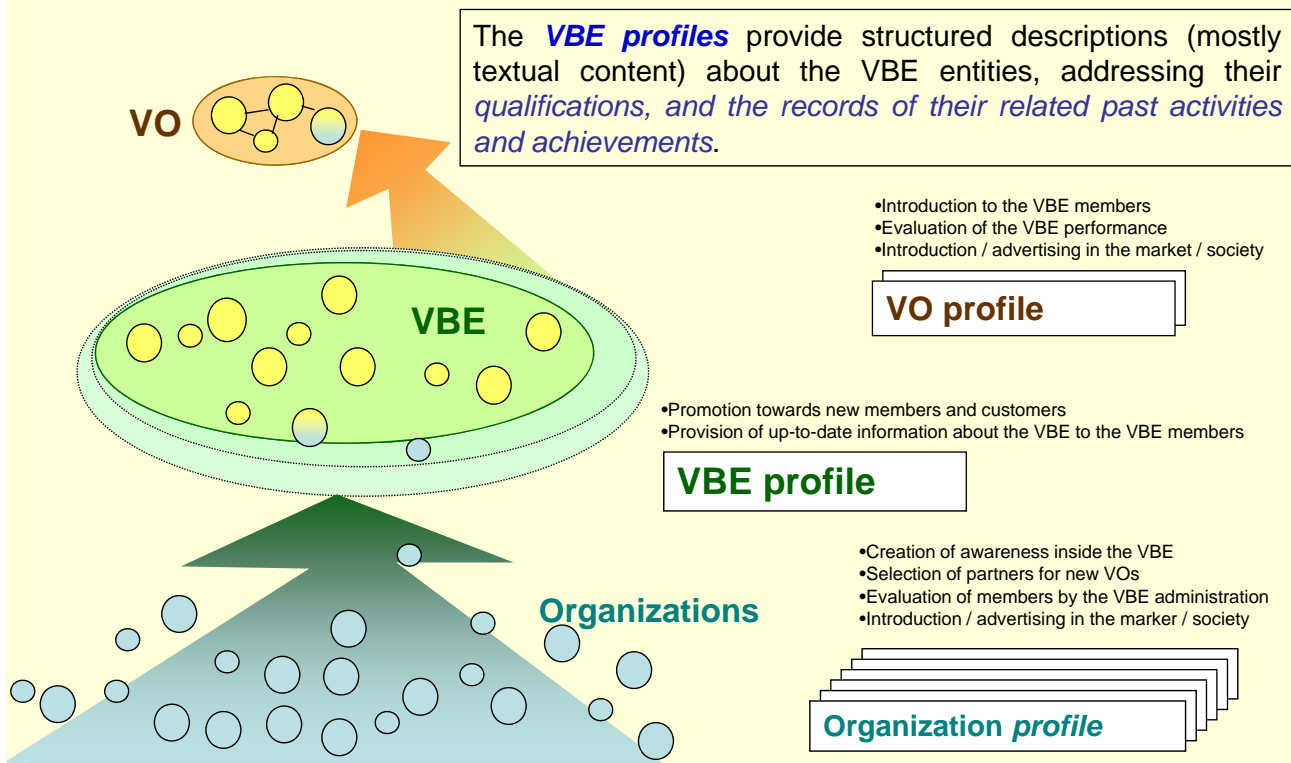 The VBE profiles provide structured descriptions (mostly
textual content) about the VBE entities, addressing their
qualifications, and the records of their related past activities
and achievements.
VO
•Introduction to the VBE members
•Evaluation of the VBE performance
•Introduction / advertising in the market / society
VO profile
VBE
•Promotion towards new members and customers
•Provision of up-to-date information about the VBE to the VBE members
VBE profile
•Creation of awareness inside the VBE
•Selection of partners for new VOs
•Evaluation of members by the VBE administration
•Introduction / advertising in the marker / society
Organizations
Organization profile